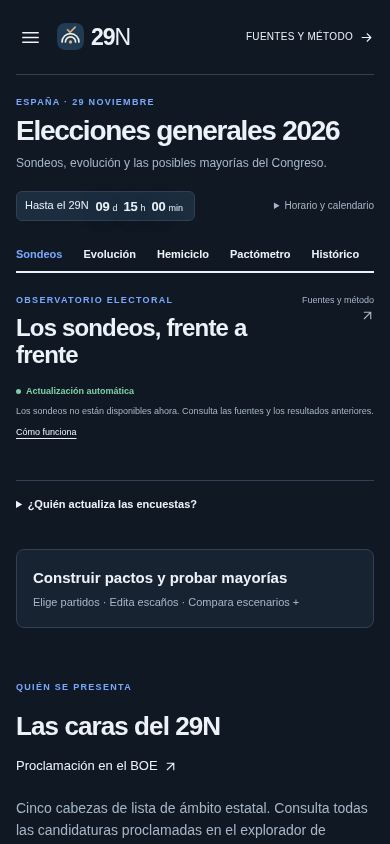 29N
FUENTES Y MÉTODO →
ESPAÑA · 29 NOVIEMBRE
Elecciones generales 2026
Sondeos, evolución y las posibles mayorías del Congreso.
Hasta el 29N 09 d 15 h 00 min
Horario y calendario
Sondeos Evolución Hemiciclo Pactómetro Histórico
OBSERVATORIO ELECTORAL
Fuentes y método
Los sondeos, frente a
frente
Actualización automática
Los sondeos no están disponibles ahora. Consulta las fuentes y los resultados anteriores.
Cómo funciona
¿Quién actualiza las encuestas?
Construir pactos y probar mayorías
Elige partidos · Edita escaños · Compara escenarios +
QUIÉN SE PRESENTA
Las caras del 29N
Proclamación en el BOE
Cinco cabezas de lista de ámbito estatal. Consulta todas
las candidaturas proclamadas en el explorador de